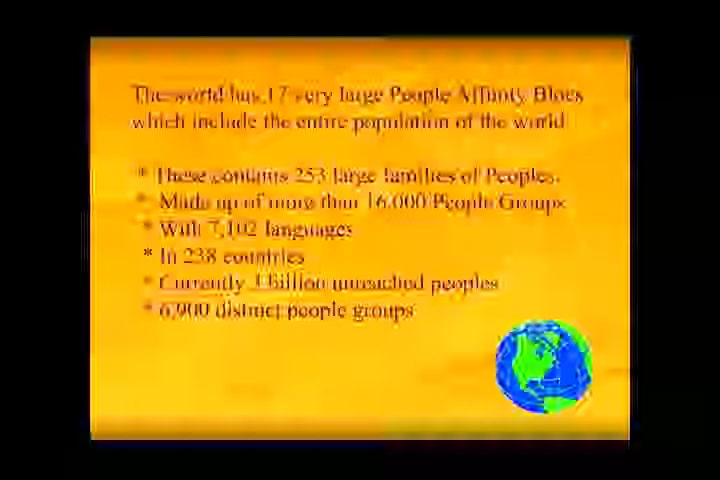 The world has 17 very large People Affinity Blocs
which include the entire population of the world
* These contains 253 large families of Peoples.
* Made up of more than 16,000 People Groups
* With 7,102 languages
* In 238 countries
* Currently billion unreached peoples
* 6,900 distinct people groups